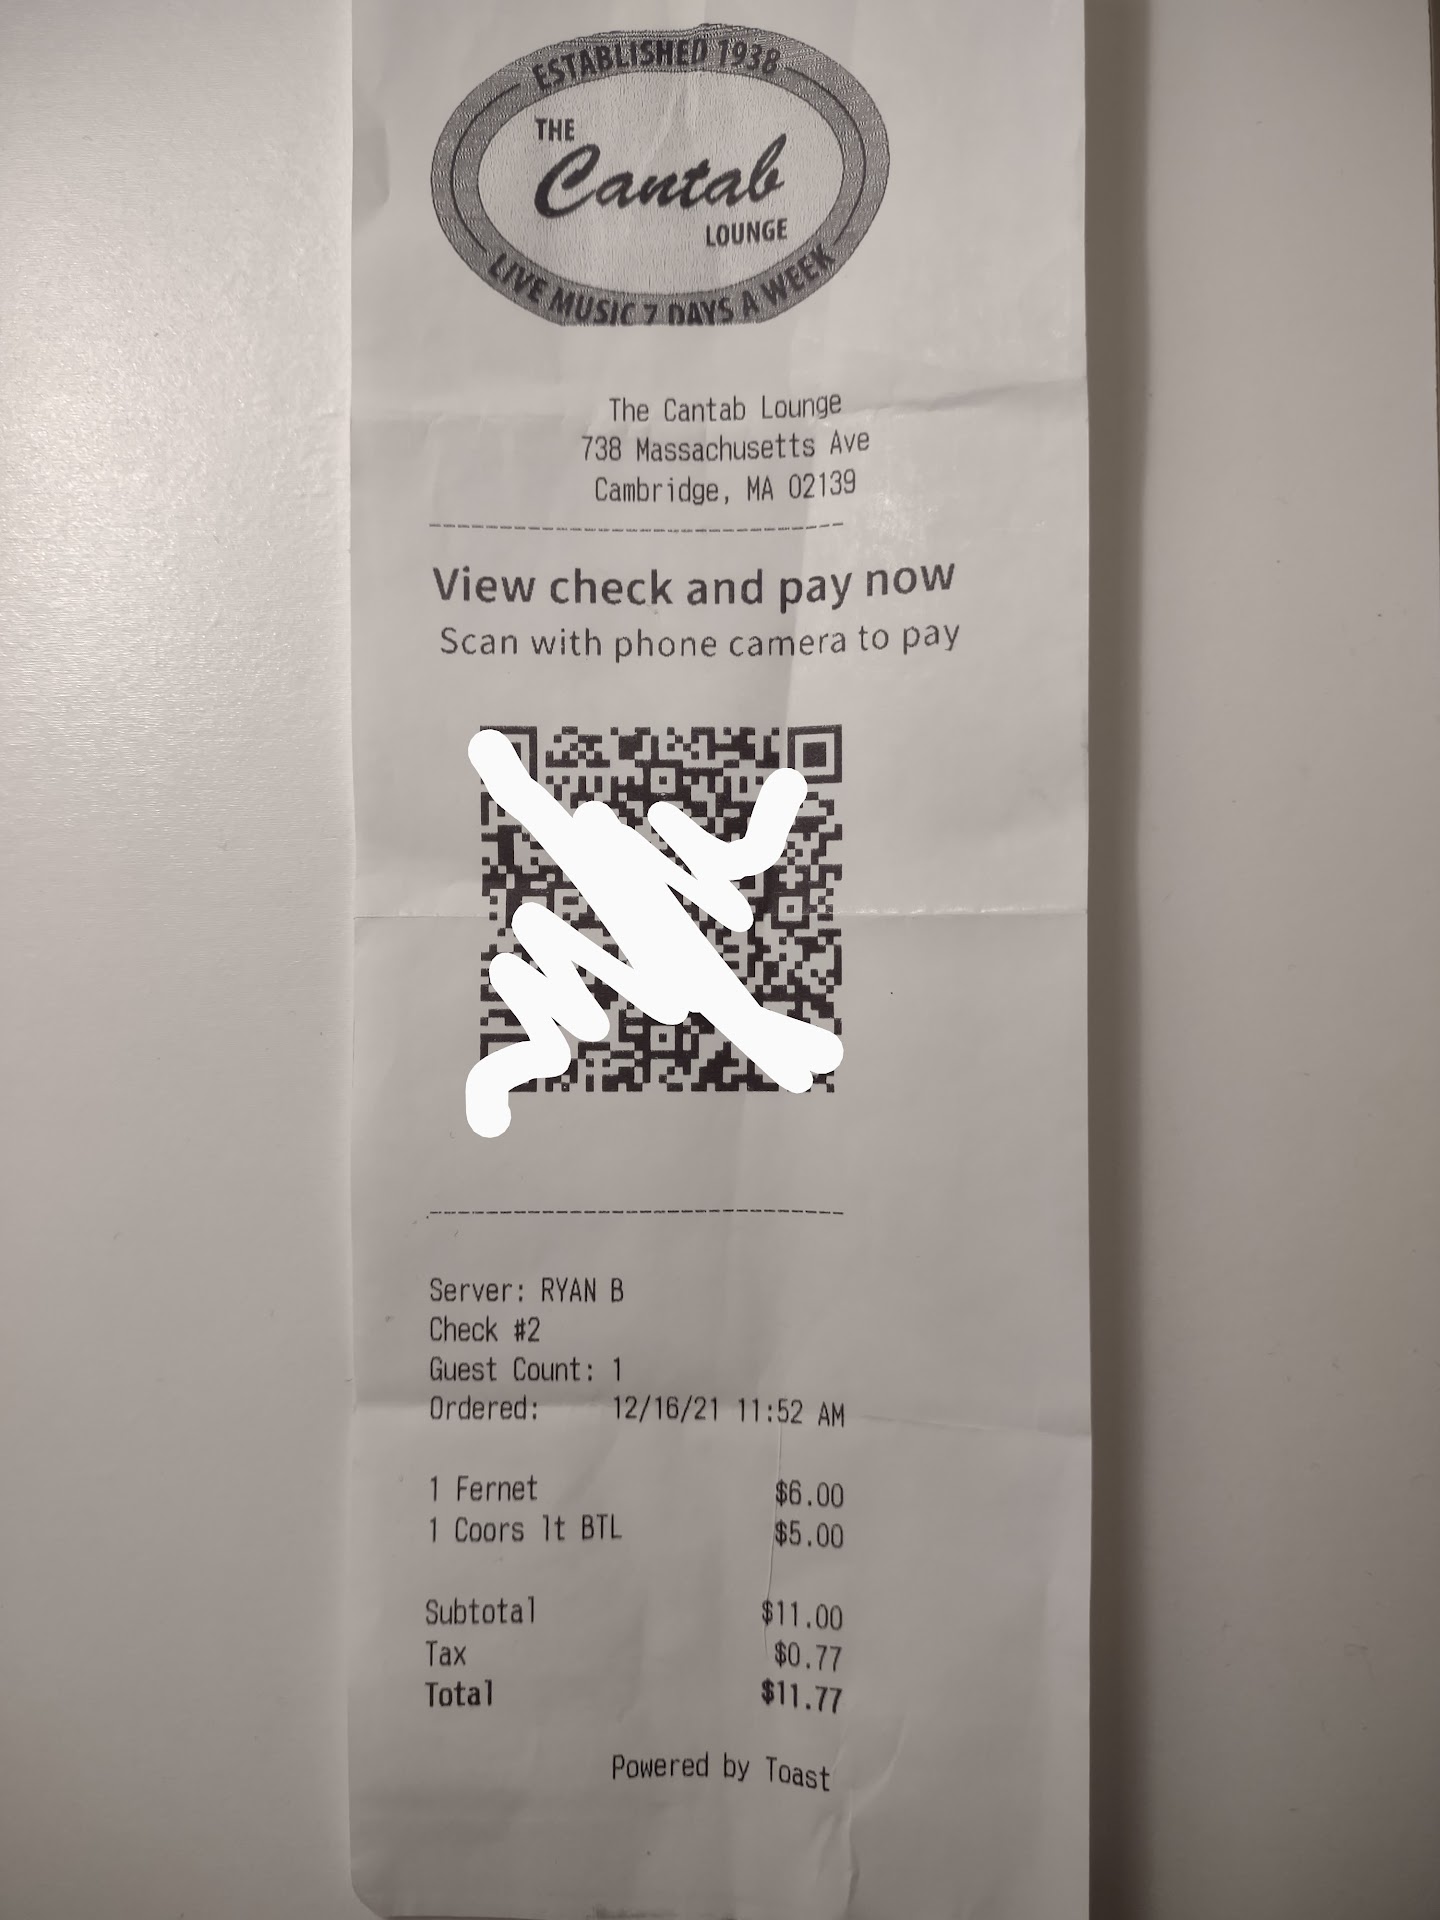 ESTABLISHED 1938
THE
Cantab
LOUNGE
LIVE MUSIC 7 DAYS A WEEK
The Cantab Lounge
738 Massachusetts Ave
Cambridge, MA 02139
------------------------------
View check and pay now
Scan with phone camera to pay
------------------------------
Server: RYAN B
Check #2
Guest Count: 1
Ordered: 12/16/21 11:52 AM
1 Fernet $6.00
1 Coors lt BTL $5.00
Subtotal $11.00
Tax $0.77
Total $11.77
Powered by Toast